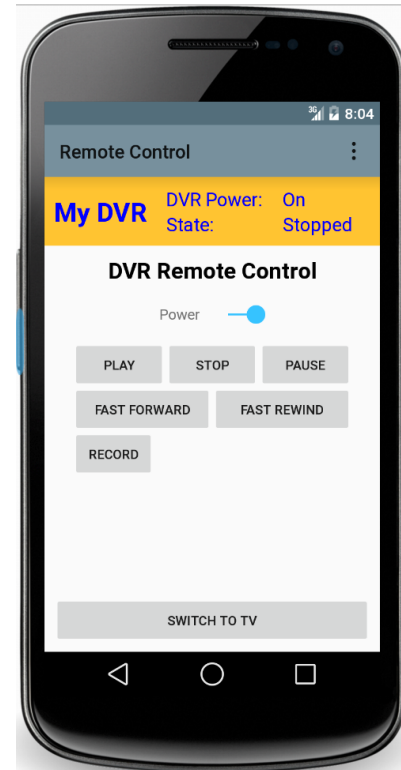 3G 8:04
Remote Control
My DVR
DVR Power: On
State: Stopped
DVR Remote Control
Power
PLAY STOP PAUSE
FAST FORWARD FAST REWIND
RECORD
SWITCH TO TV